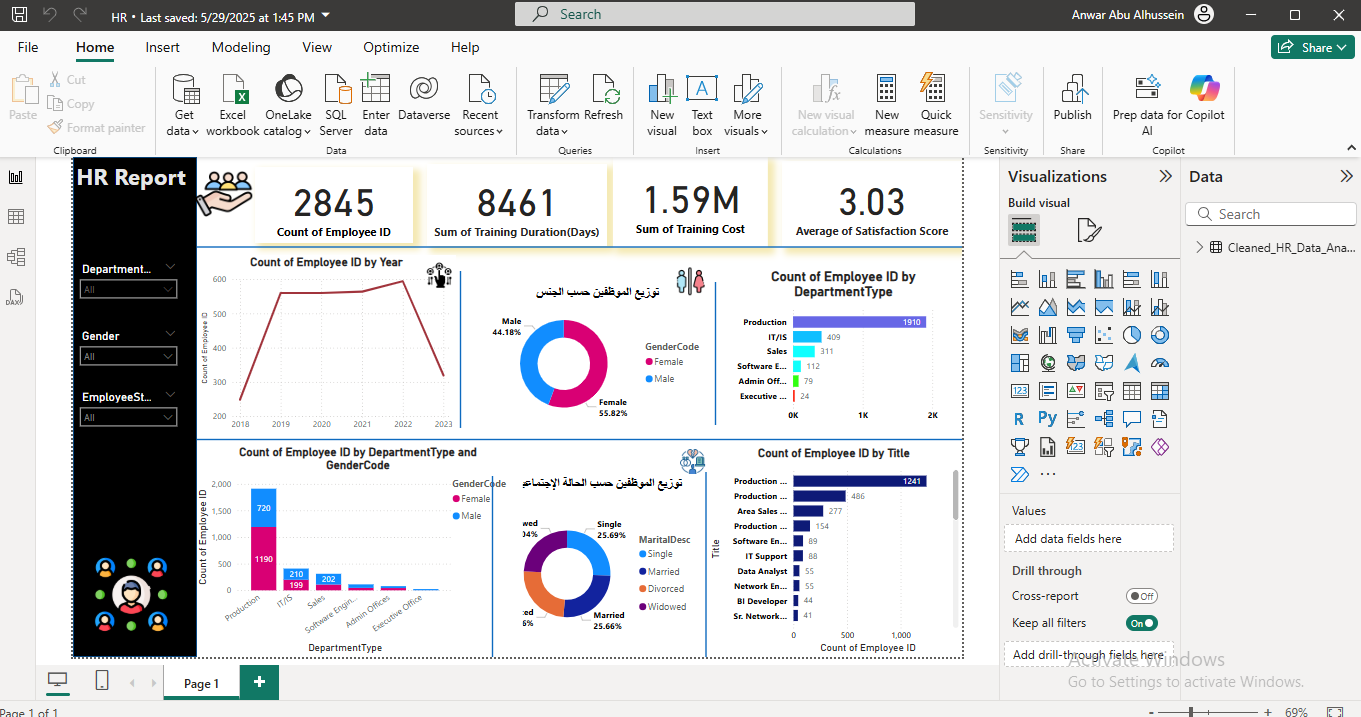 HR • Last saved: 5/29/2025 at 1:45 PM
Search
Anwar Abu Alhussein
File Home Insert Modeling View Optimize Help
Share
Paste
Cut
Copy
Format painter
Clipboard
Get data
Excel workbook
OneLake catalog
SQL Server
Enter data
Dataverse
Recent sources
Data
Transform data
Refresh
Queries
New visual
Text box
More visuals
Insert
New visual calculation
New measure
Quick measure
Calculations
Sensitivity
Sensitivity
Publish
Share
Prep data for AI
Copilot
Copilot
HR Report
Department...
All
Gender
All
EmployeeSt...
All
2845
Count of Employee ID
8461
Sum of Training Duration(Days)
1.59M
Sum of Training Cost
3.03
Average of Satisfaction Score
Count of Employee ID by Year
Count of Employee ID
600
500
400
300
200
2018 2019 2020 2021 2022 2023
توزيع الموظفين حسب الجنس
Male
44.18%
Female
55.82%
GenderCode
Female
Male
Count of Employee ID by
DepartmentType
Production 1910
IT/IS 409
Sales 311
Software E... 112
Admin Off... 79
Executive ... 24
0K 1K 2K
Count of Employee ID by DepartmentType and
GenderCode
GenderCode
Female
Male
Count of Employee ID
2,000
1,500
1,000
500
0
720
1190
210
199
202
Production
IT/IS
Sales
Software Engin...
Admin Offices
Executive Office
DepartmentType
توزيع الموظفين حسب الحالة الإجتماعي
wed
04%
Single
25.69%
ed
6%
Married
25.66%
MaritalDesc
Single
Married
Divorced
Widowed
Count of Employee ID by Title
Title
Production ... 1241
Production ... 486
Area Sales ... 277
Production ... 154
Software En... 89
IT Support 88
Data Analyst 55
Network En... 55
BI Developer 44
Sr. Network... 41
0 500 1,000
Count of Employee ID
Visualizations
Build visual
Values
Add data fields here
Drill through
Cross-report
Off
Keep all filters
On
Add drill-through fields here
Data
Search
Cleaned_HR_Data_Ana...
Activate Windows
Go to Settings to activate Windows.
Page 1
Page 1 of 1
69%